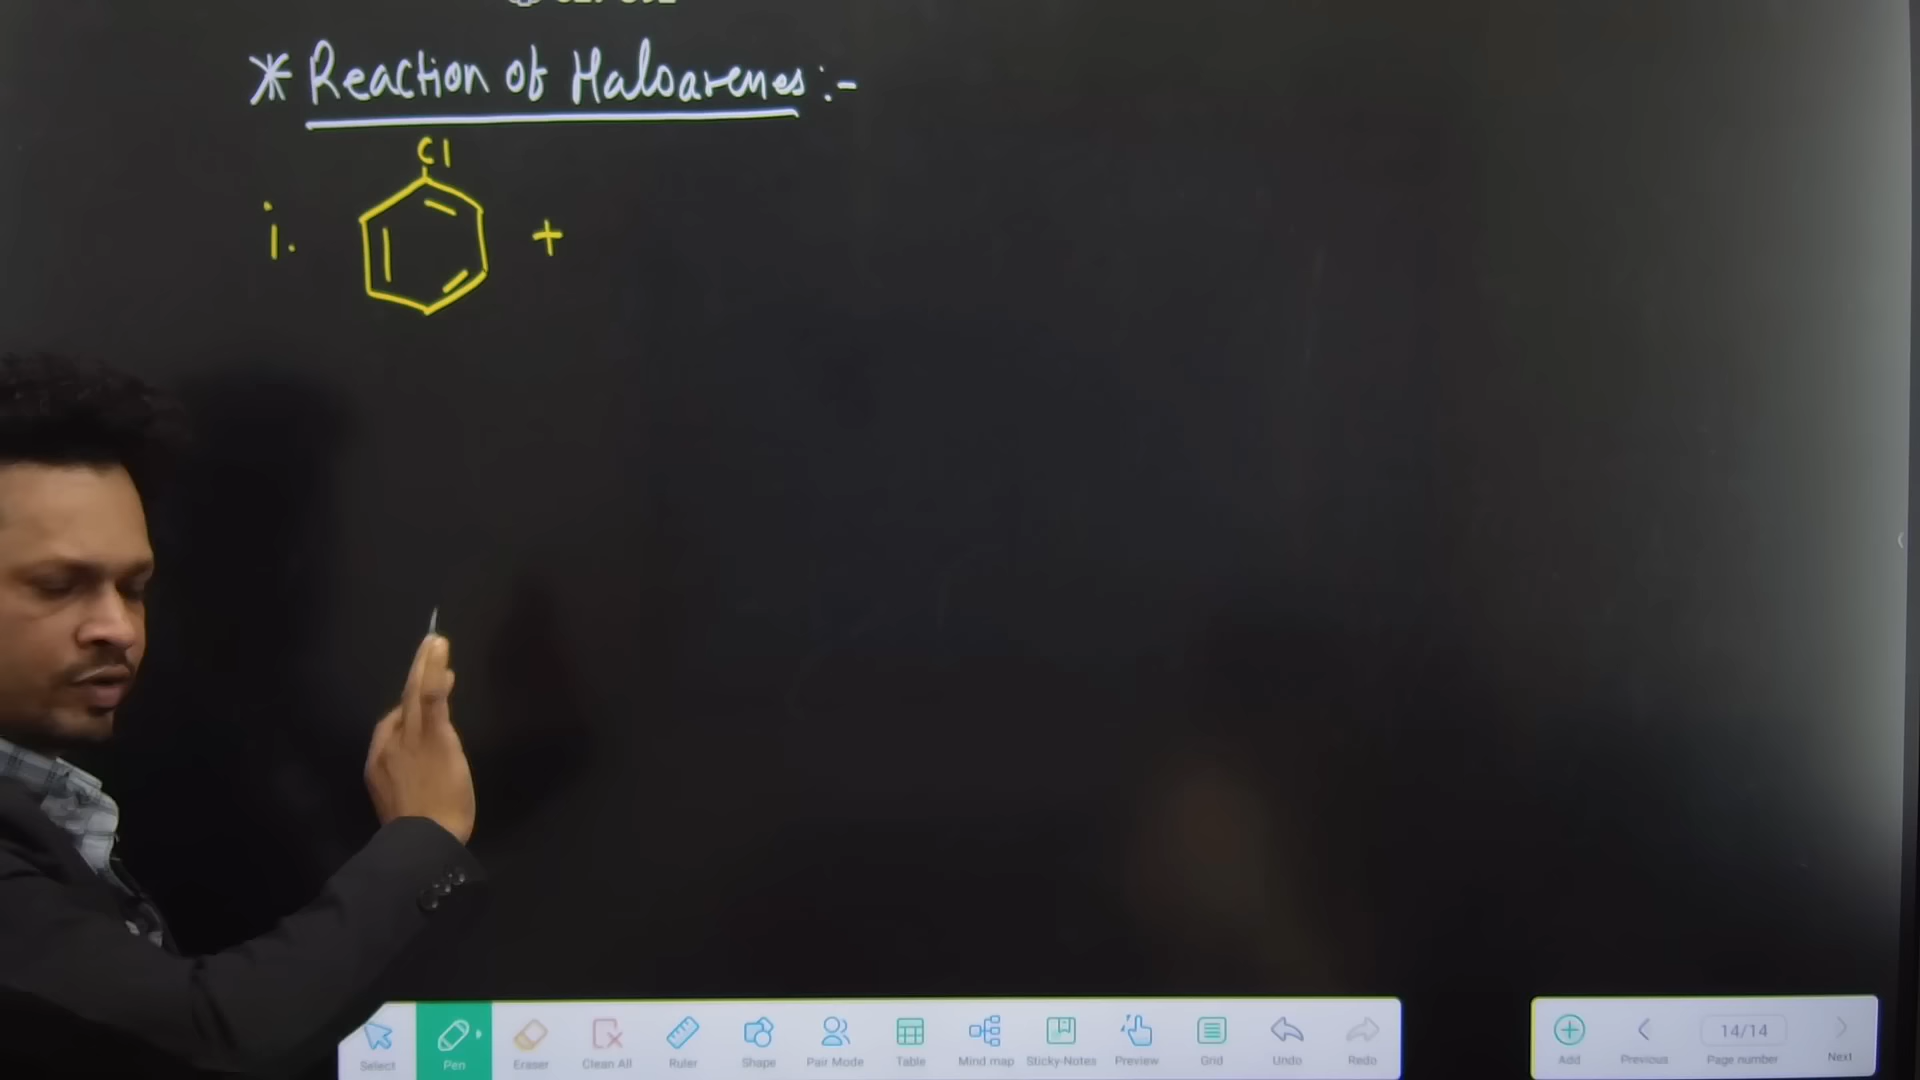 * Reaction of Haloarenes :-
Cl
i. +
Select Pen Eraser Clean All Ruler Shape Pair Mode Table Mind map Sticky-Notes Preview Grid Undo Redo
Add Previous 14/14 Page number Next